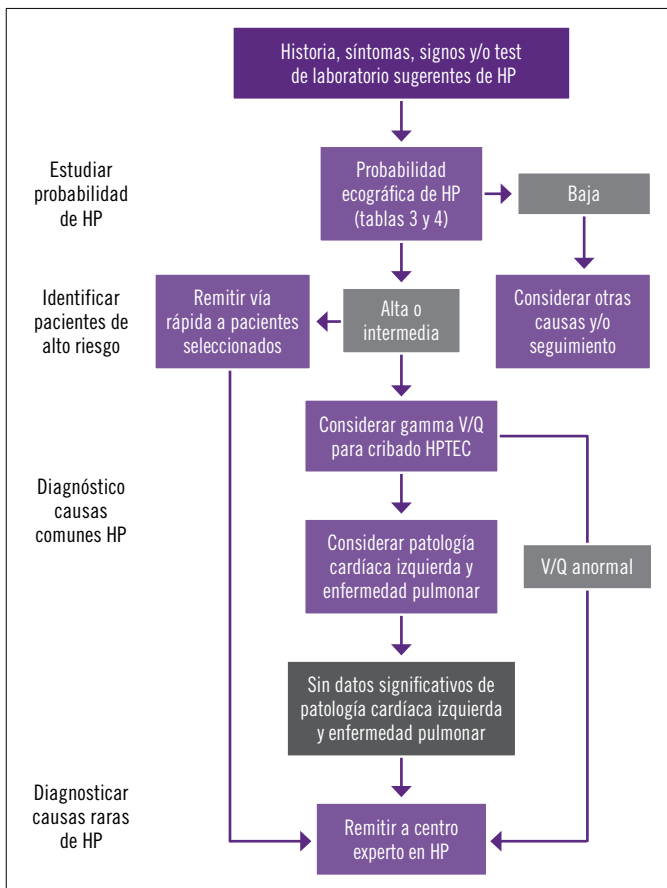 Historia, síntomas, signos y/o test
de laboratorio sugerentes de HP
Estudiar
probabilidad
de HP
Probabilidad
ecográfica de HP
(tablas 3 y 4)
Baja
Identificar
pacientes de
alto riesgo
Remitir vía
rápida a pacientes
seleccionados
Alta o
intermedia
Considerar otras
causas y/o
seguimiento
Considerar gamma V/Q
para cribado HPTEC
Diagnóstico
causas
comunes HP
Considerar patología
cardíaca izquierda y
enfermedad pulmonar
V/Q anormal
Sin datos significativos de
patología cardíaca izquierda
y enfermedad pulmonar
Diagnosticar
causas raras
de HP
Remitir a centro
experto en HP